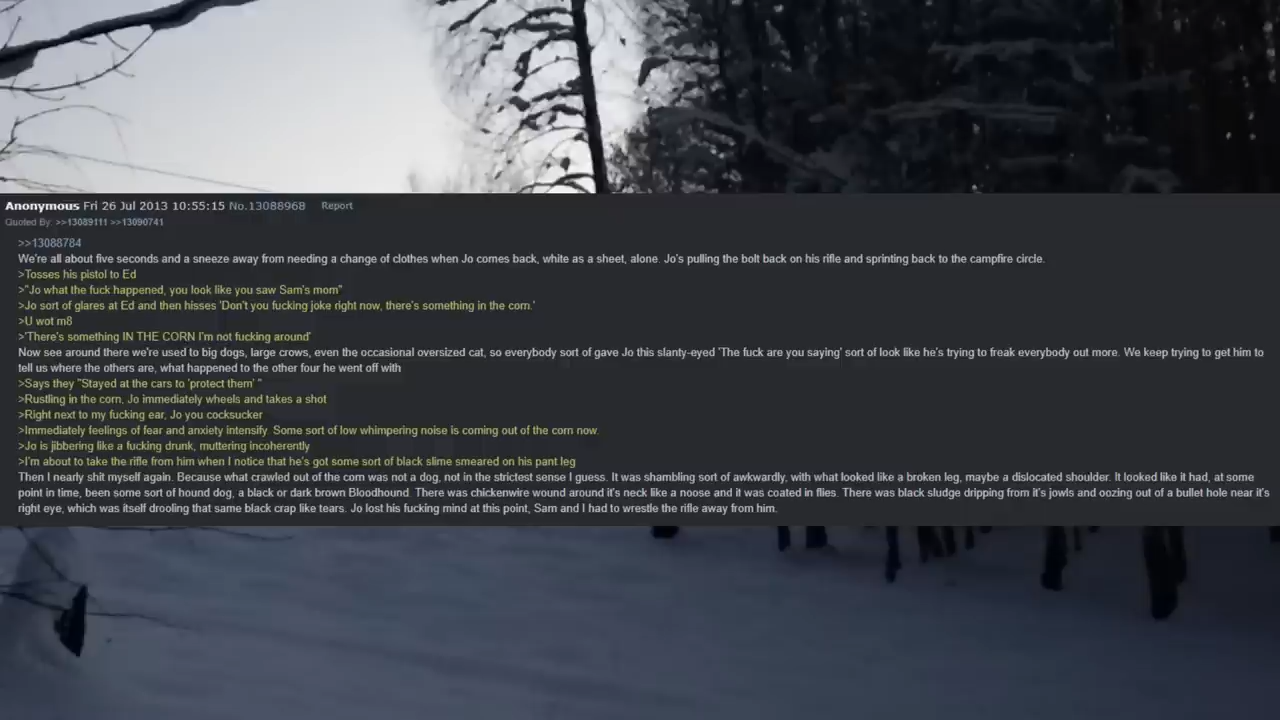 Anonymous Fri 26 Jul 2013 10:55:15 No.13088968 Report
Quoted By: >>13089111 >>13090741
>>13088784
We're all about five seconds and a sneeze away from needing a change of clothes when Jo comes back, white as a sheet, alone. Jo's pulling the bolt back on his rifle and sprinting back to the campfire circle.
>Tosses his pistol to Ed
>"Jo what the fuck happened, you look like you saw Sam's mom"
>Jo sort of glares at Ed and then hisses 'Don't you fucking joke right now, there's something in the corn.'
>U wot m8
>'There's something IN THE CORN I'm not fucking around'
Now see around there we're used to big dogs, large crows, even the occasional oversized cat, so everybody sort of gave Jo this slanty-eyed 'The fuck are you saying' sort of look like he's trying to freak everybody out more. We keep trying to get him to
tell us where the others are, what happened to the other four he went off with
>Says they "Stayed at the cars to 'protect them' "
>Rustling in the corn, Jo immediately wheels and takes a shot
>Right next to my fucking ear, Jo you cocksucker
>Immediately feelings of fear and anxiety intensify. Some sort of low whimpering noise is coming out of the corn now.
>Jo is jibbering like a fucking drunk, muttering incoherently
>I'm about to take the rifle from him when I notice that he's got some sort of black slime smeared on his pant leg
Then I nearly shit myself again. Because what crawled out of the corn was not a dog, not in the strictest sense I guess. It was shambling sort of awkwardly, with what looked like a broken leg, maybe a dislocated shoulder. It looked like it had, at some
point in time, been some sort of hound dog, a black or dark brown Bloodhound. There was chickenwire wound around it's neck like a noose and it was coated in flies. There was black sludge dripping from it's jowls and oozing out of a bullet hole near it's
right eye, which was itself drooling that same black crap like tears. Jo lost his fucking mind at this point, Sam and I had to wrestle the rifle away from him.